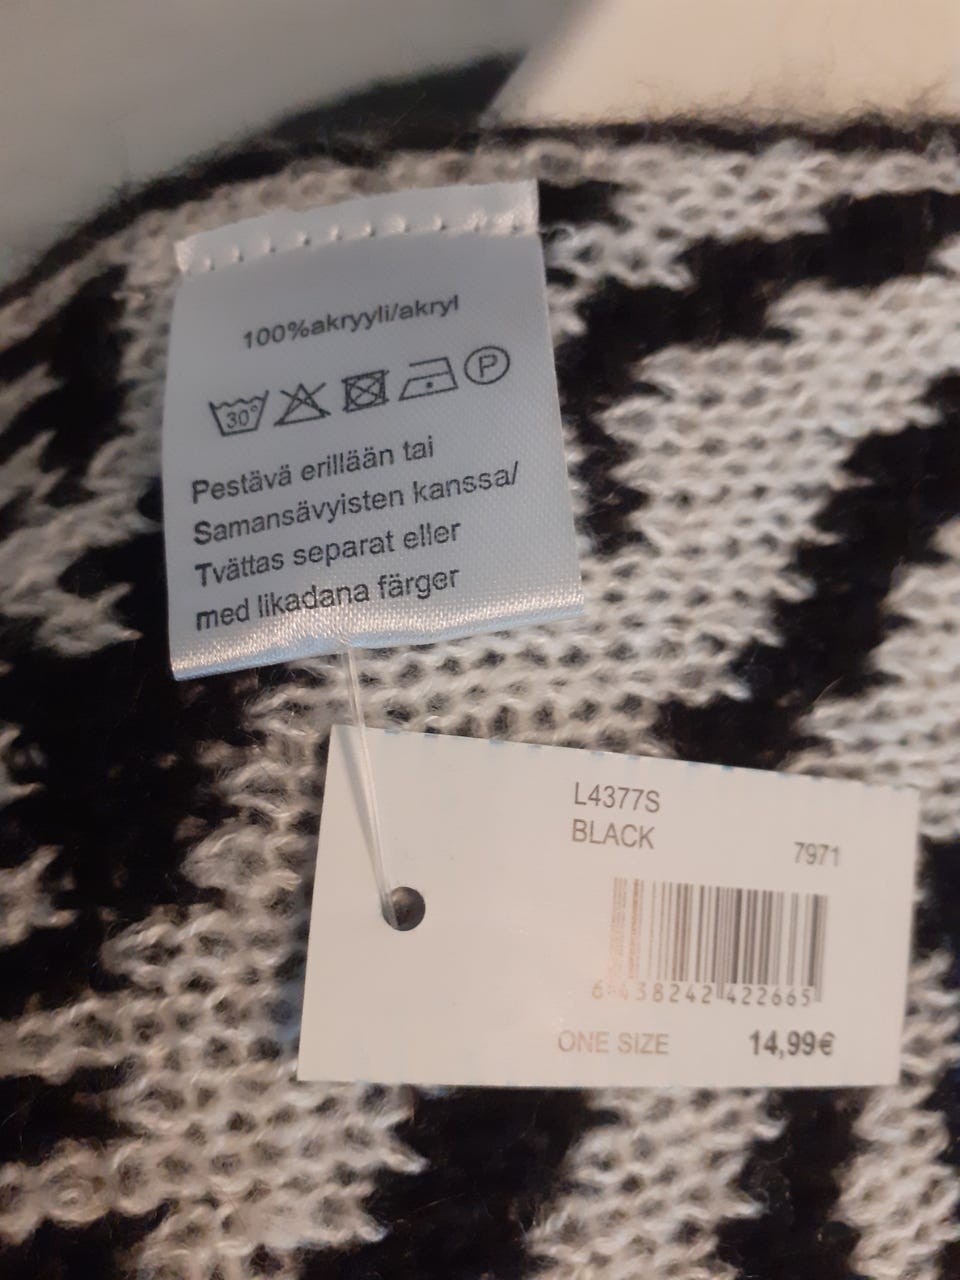 100%akryyli/akryl
30°
P
Pestävä erillään tai
Samansävyisten kanssa/
Tvättas separat eller
med likadana färger
L4377S
BLACK
7971
6 438242 422665
ONE SIZE 14,99€